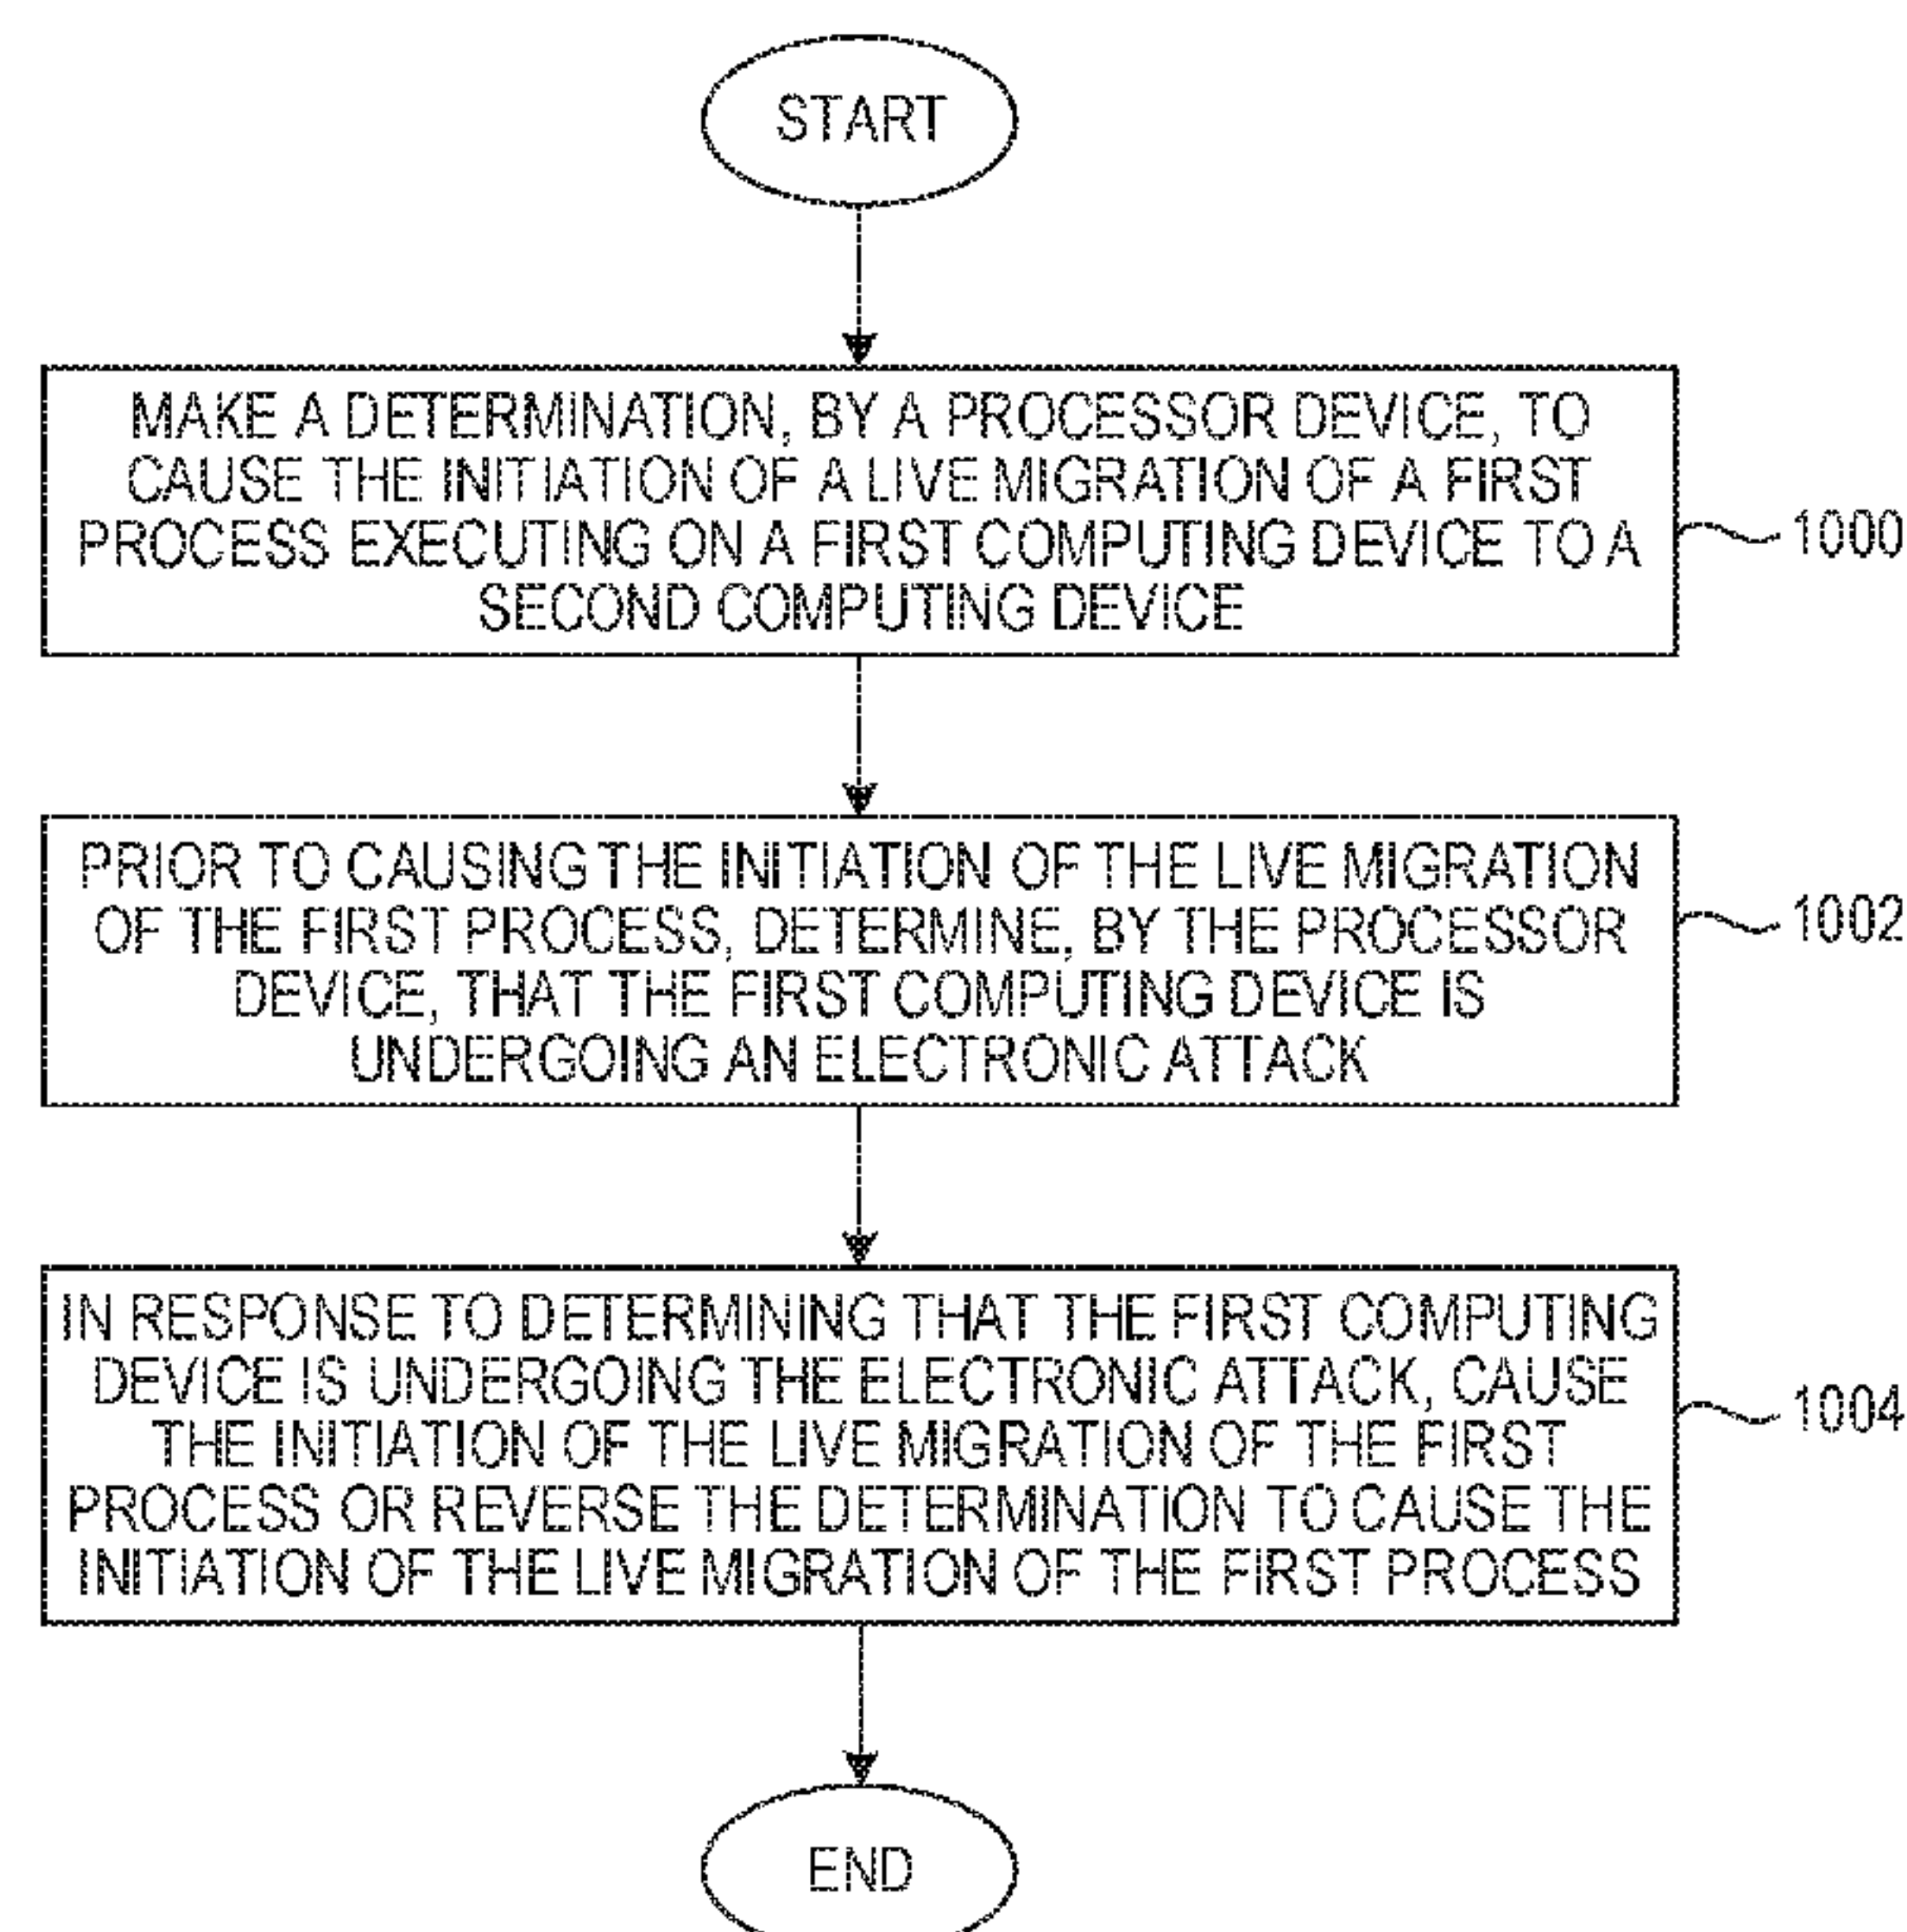 START
MAKE A DETERMINATION, BY A PROCESSOR DEVICE, TO
CAUSE THE INITIATION OF A LIVE MIGRATION OF A FIRST
PROCESS EXECUTING ON A FIRST COMPUTING DEVICE TO A
SECOND COMPUTING DEVICE
1000
PRIOR TO CAUSING THE INITIATION OF THE LIVE MIGRATION
OF THE FIRST PROCESS, DETERMINE, BY THE PROCESSOR
DEVICE, THAT THE FIRST COMPUTING DEVICE IS
UNDERGOING AN ELECTRONIC ATTACK
1002
IN RESPONSE TO DETERMINING THAT THE FIRST COMPUTING
DEVICE IS UNDERGOING THE ELECTRONIC ATTACK, CAUSE
THE INITIATION OF THE LIVE MIGRATION OF THE FIRST
PROCESS OR REVERSE THE DETERMINATION TO CAUSE THE
INITIATION OF THE LIVE MIGRATION OF THE FIRST PROCESS
1004
END